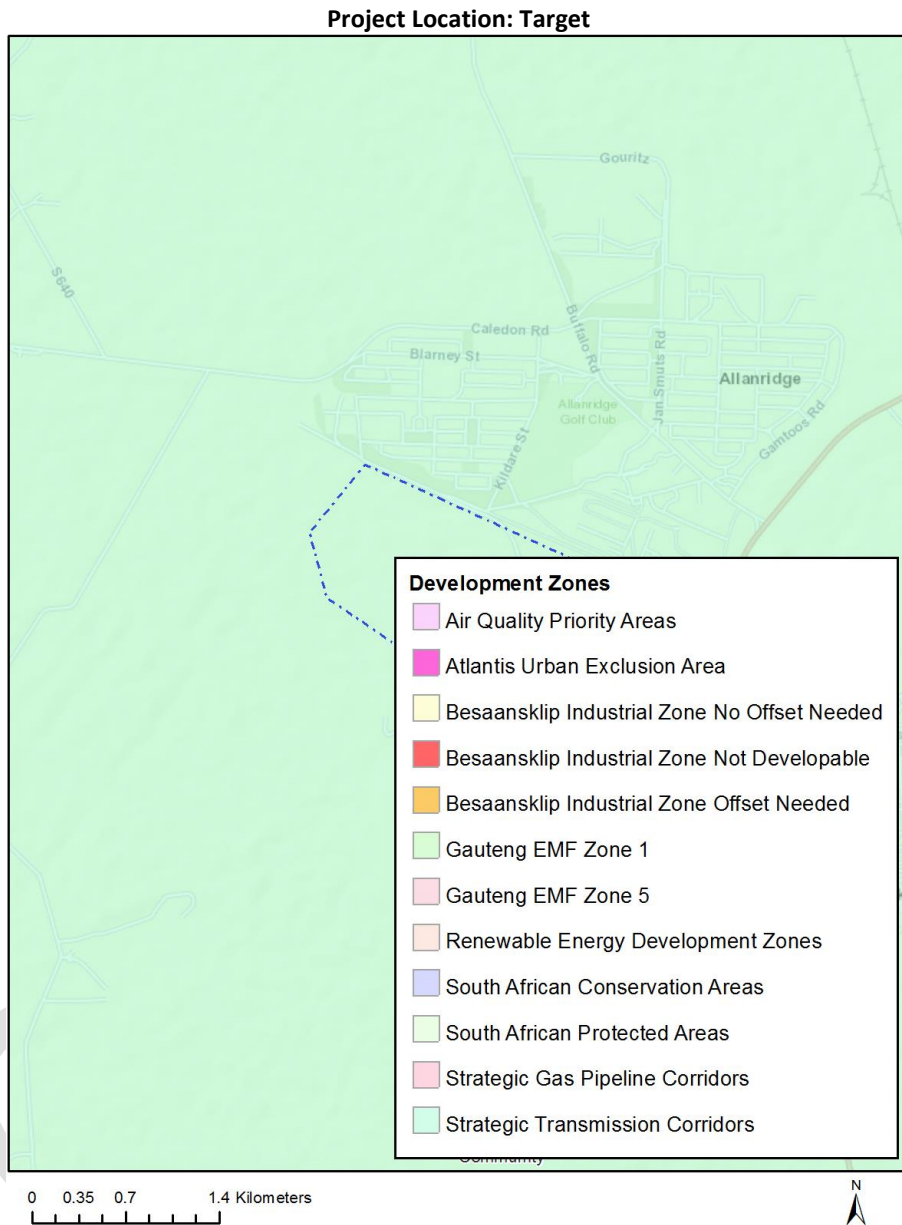 Project Location: Target
Gouritz
S640
Buffalo Rd
Caledon Rd
Blarney St
Jan Smuts Rd
Allanridge
Allanridge
Golf Club
Gamtoos Rd
Kildare St
Development Zones
Air Quality Priority Areas
Atlantis Urban Exclusion Area
Besaansklip Industrial Zone No Offset Needed
Besaansklip Industrial Zone Not Developable
Besaansklip Industrial Zone Offset Needed
Gauteng EMF Zone 1
Gauteng EMF Zone 5
Renewable Energy Development Zones
South African Conservation Areas
South African Protected Areas
Strategic Gas Pipeline Corridors
Strategic Transmission Corridors
Community
0 0.35 0.7 1.4 Kilometers
N